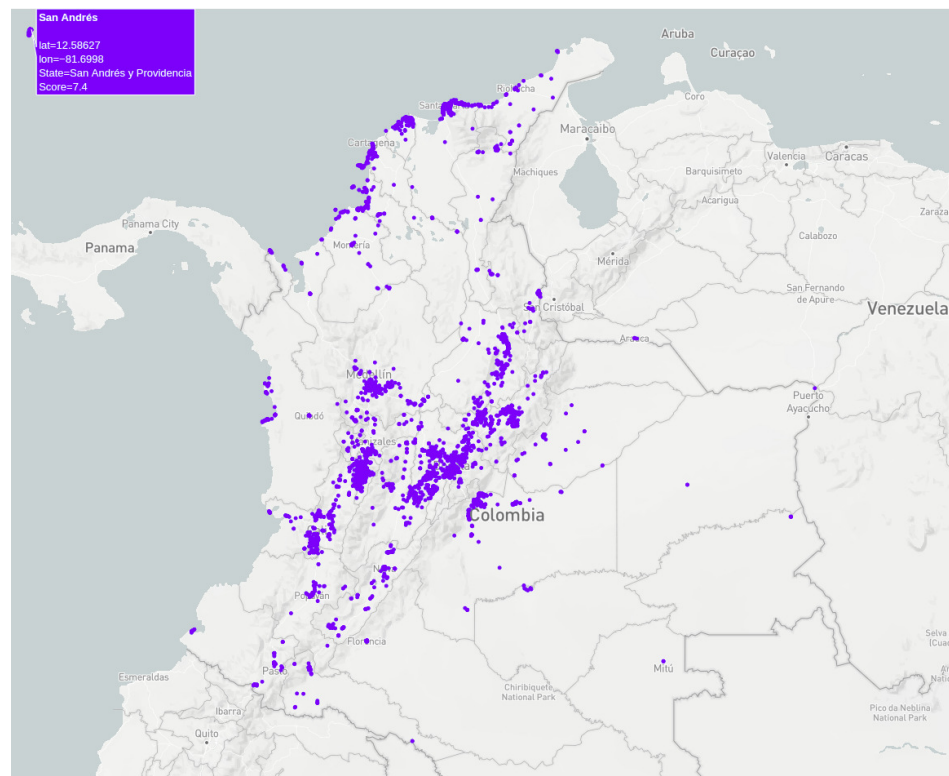 San Andrés
lat=12.58627
lon=−81.6998
State=San Andrés y Providencia
Score=7.4
Aruba
Curaçao
Riohacha
Coro
Maracaibo
Cartagena
Valencia
Caracas
Barquisimeto
Machiques
Acarigua
Zaraza
Panama City
Panama
Montería
Calabozo
Mérida
San Fernando
de Apure
San Cristóbal
Venezuela
Arauca
Medellín
Puerto
Ayacucho
Quibdó
Colombia
Popayán
Florencia
Selva
Mitú
Pasto
Esmeraldas
Chiribiquete
National Park
Ibarra
Pico da Neblina
National Park
Quito